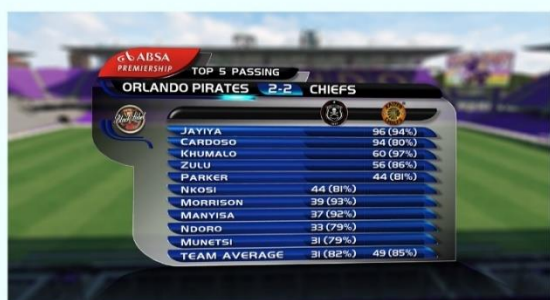 ABSA
PREMIERSHIP
TOP 5 PASSING
ORLANDO PIRATES 2-2 CHIEFS
Black Label
JAYIYA 96 (94%)
CARDOSO 94 (80%)
KHUMALO 60 (97%)
ZULU 56 (86%)
PARKER 44 (81%)
NKOSI 44 (81%)
MORRISON 39 (93%)
MANYISA 37 (92%)
NDORO 33 (79%)
MUNETSI 31 (79%)
TEAM AVERAGE 31 (82%) 49 (85%)